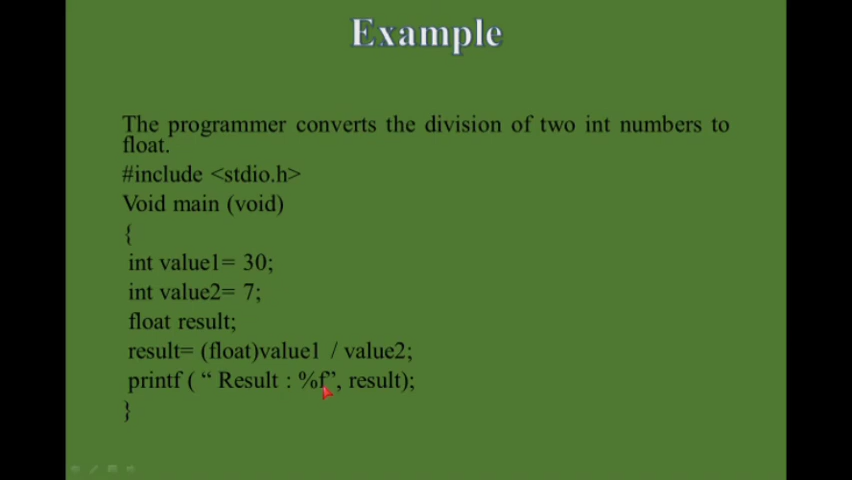 Example
The programmer converts the division of two int numbers to
float.
#include <stdio.h>
Void main (void)
{
int value1= 30;
int value2= 7;
float result;
result= (float)value1 / value2;
printf ( “ Result : %f”, result);
}